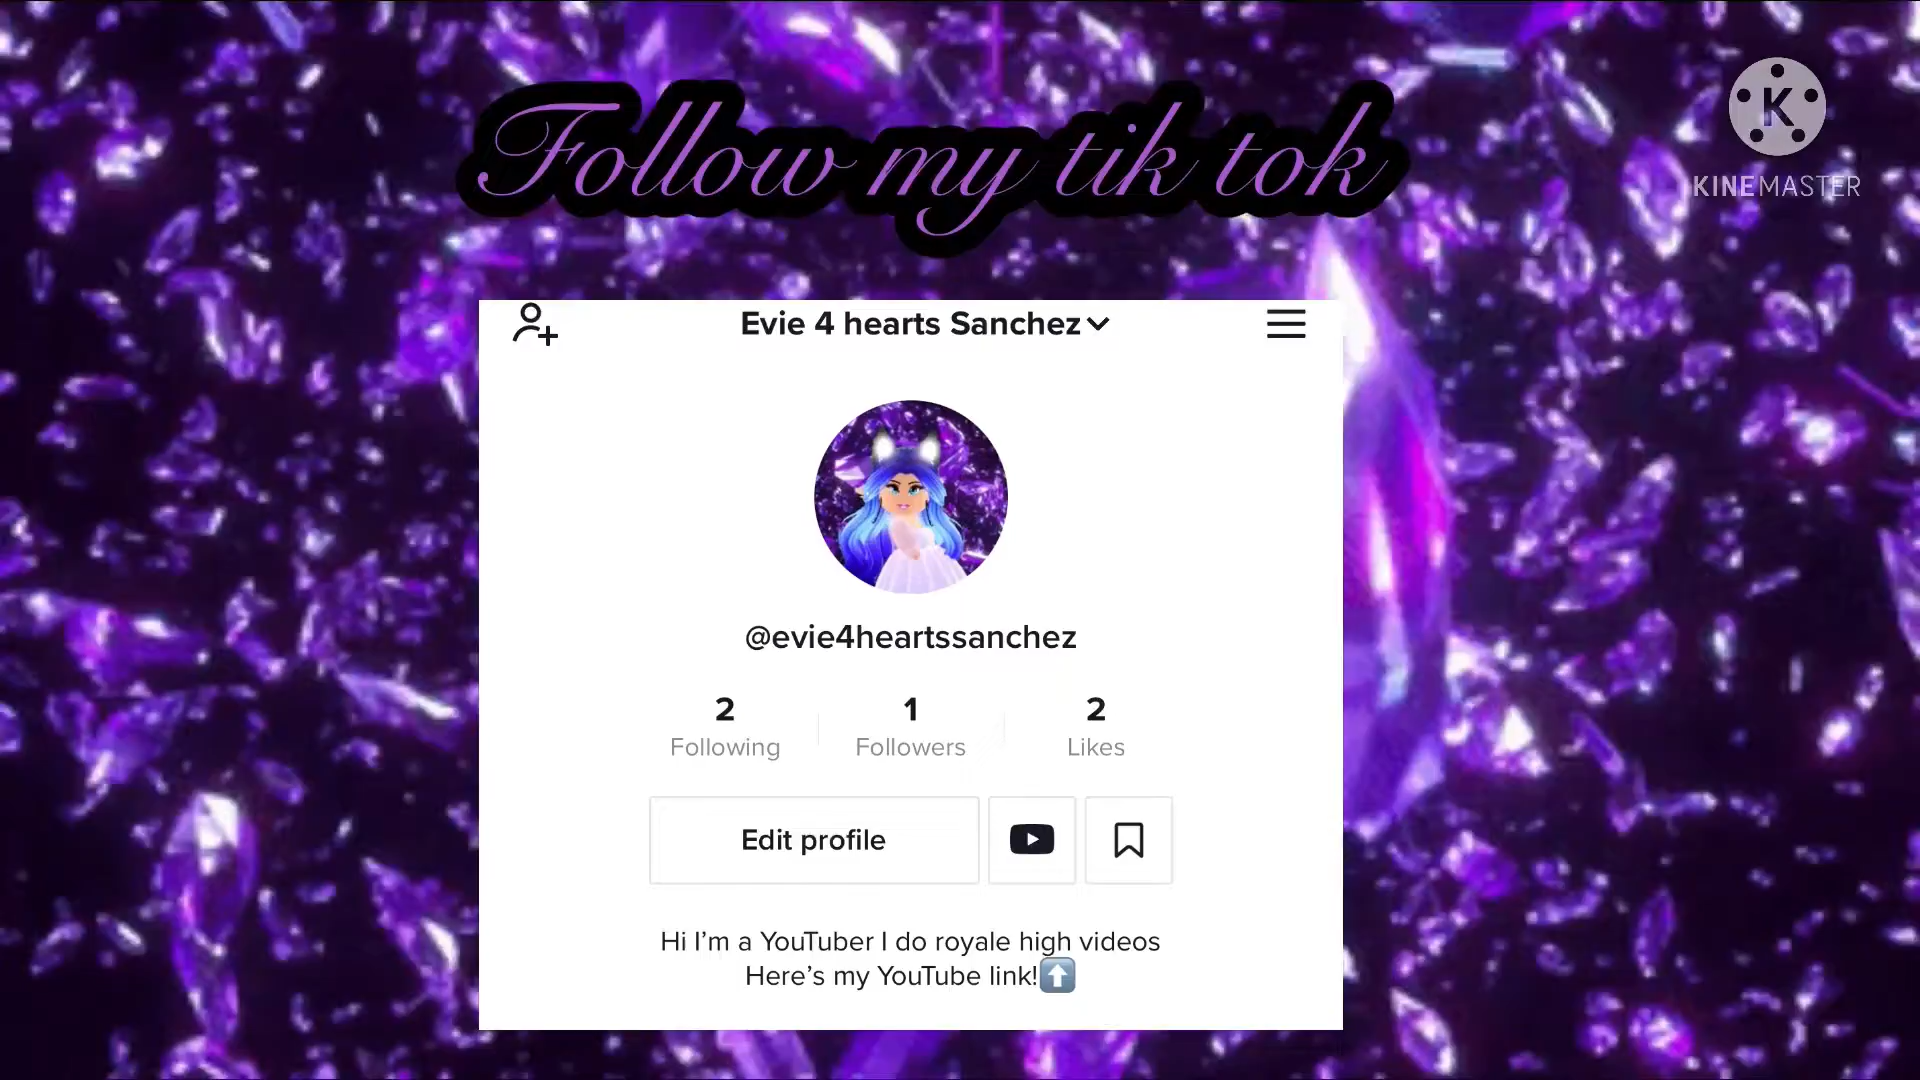 Follow my tik tok
K
KINEMASTER
Evie 4 hearts Sanchez
@evie4heartssanchez
2 1 2
Following Followers Likes
Edit profile
Hi I'm a YouTuber I do royale high videos
Here's my YouTube link!⬆️